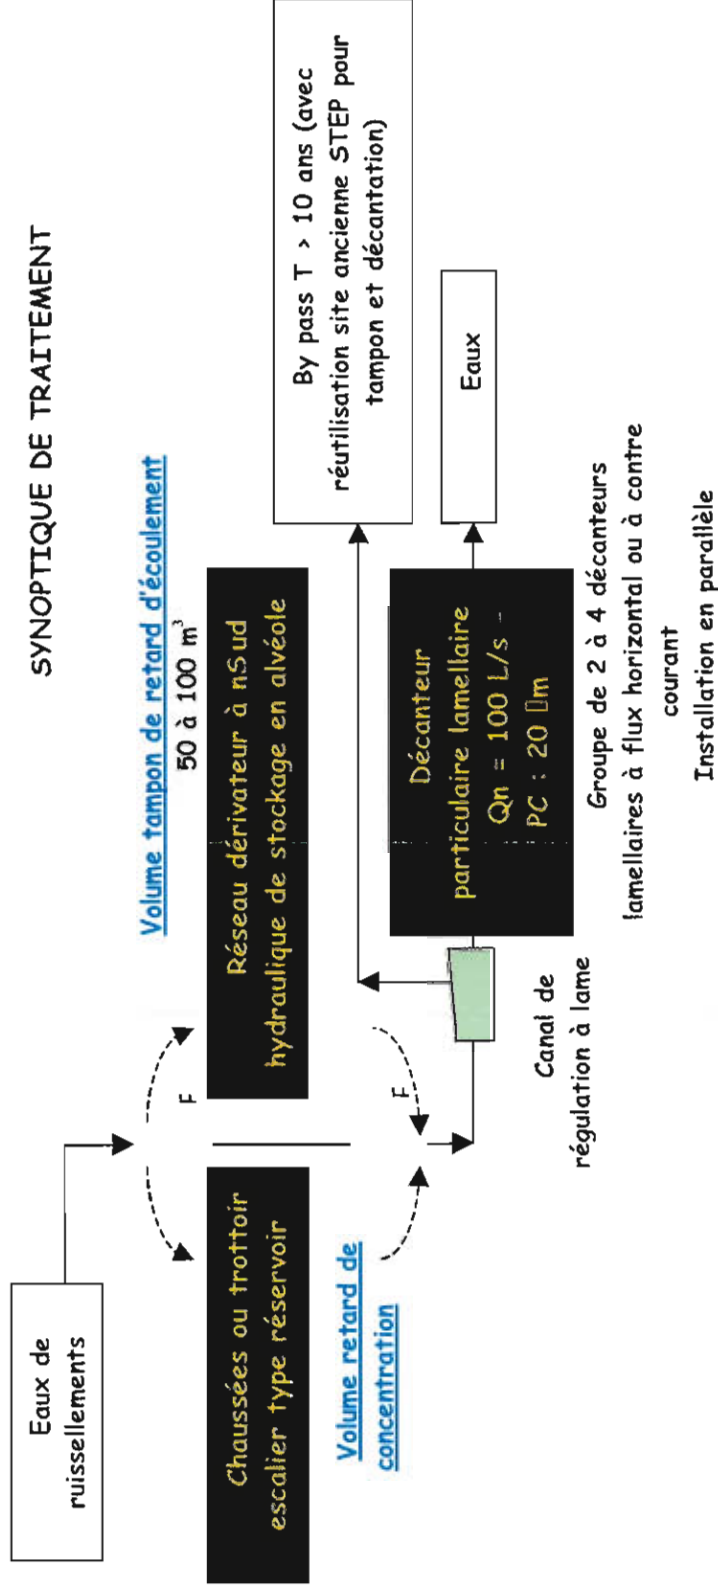 SYNOPTIQUE DE TRAITEMENT
Eaux de
ruissellements
Volume tampon de retard d'écoulement
50 à 100 m³
F
Chaussées ou trottoir
escalier type réservoir
Réseau dérivateur à nSud
hydraulique de stockage en alvéole
Volume retard de
concentration
F
By pass T > 10 ans (avec
réutilisation site ancienne STEP pour
tampon et décantation)
Canal de
régulation à lame
Décanteur
particulaire lamellaire
Qn = 100 L/s -
PC : 20 □m
Eaux
Groupe de 2 à 4 décanteurs
lamellaires à flux horizontal ou à contre
courant
Installation en parallèle